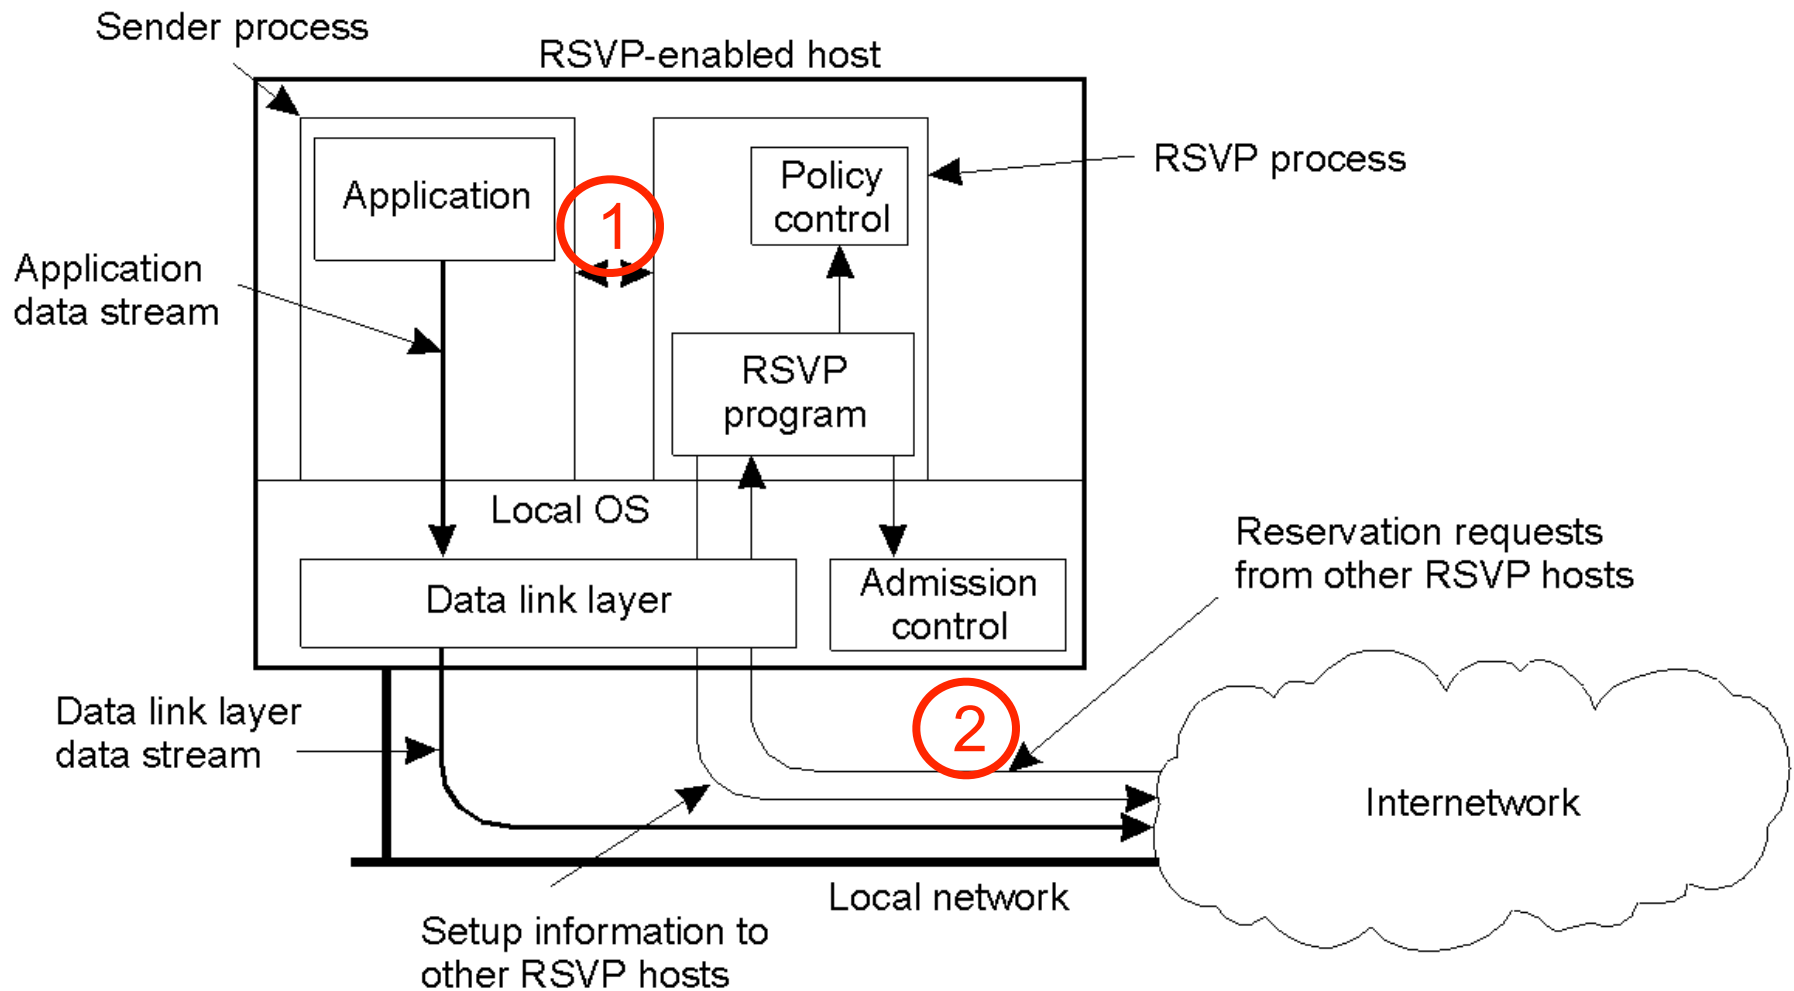 Sender process
RSVP-enabled host
Application
1
Policy
control
RSVP process
Application
data stream
RSVP
program
Local OS
Data link layer
Admission
control
Reservation requests
from other RSVP hosts
Data link layer
data stream
2
Internetwork
Local network
Setup information to
other RSVP hosts